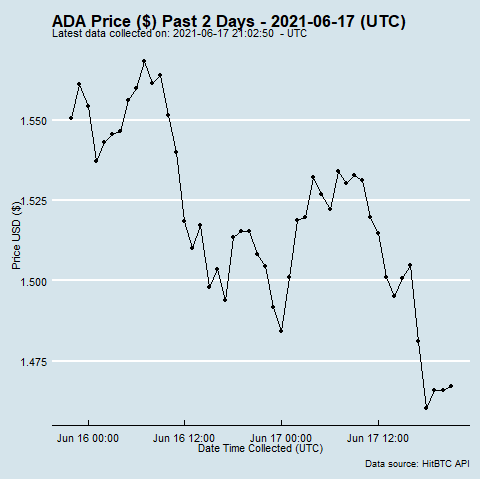 ADA Price ($) Past 2 Days - 2021-06-17 (UTC)
Latest data collected on: 2021-06-17 21:02:50  - UTC
1.550
1.525
1.500
1.475
Price USD ($)
Jun 16 00:00 Jun 16 12:00 Jun 17 00:00 Jun 17 12:00
Date Time Collected (UTC)
Data source: HitBTC API